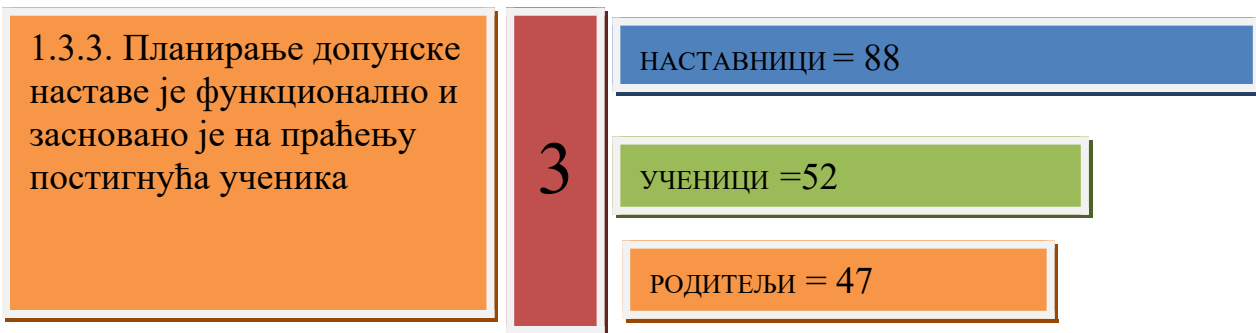 1.3.3. Планирање допунске
наставе је функционално и
засновано је на праћењу
постигнућа ученика
3
НАСТАВНИЦИ = 88
УЧЕНИЦИ =52
РОДИТЕЉИ = 47